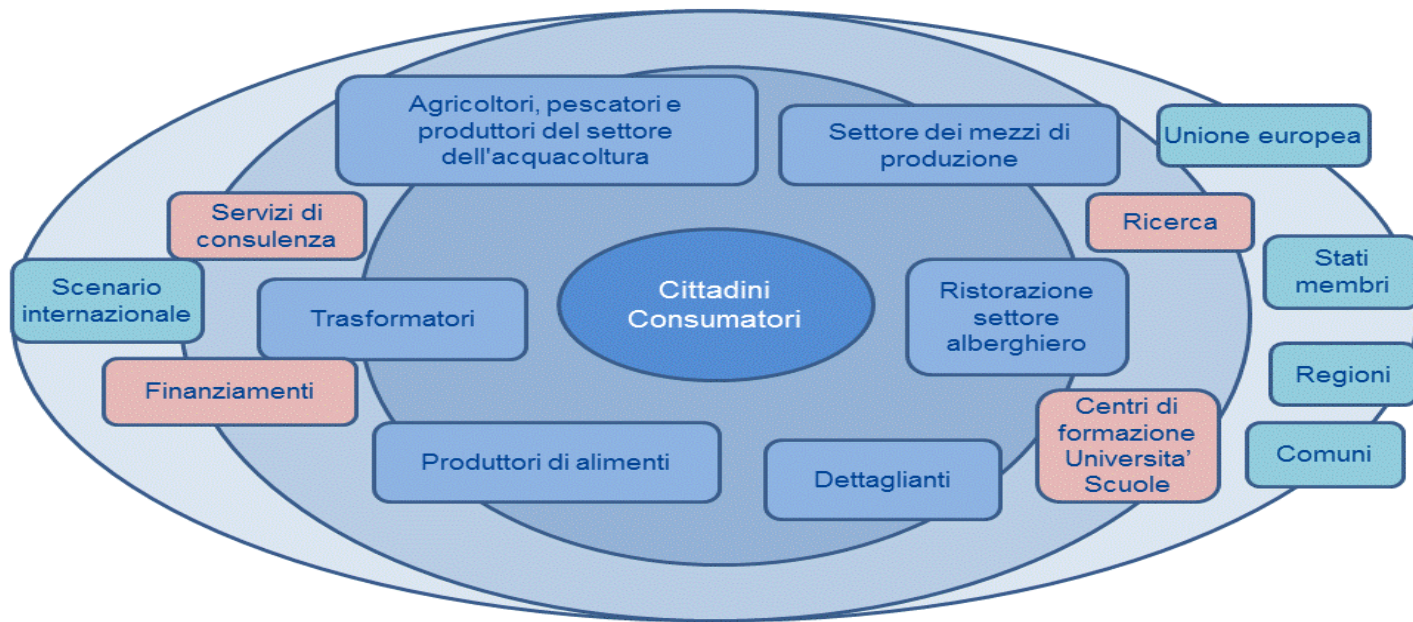 Agricoltori, pescatori e
produttori del settore
dell'acquacoltura
Settore dei mezzi di
produzione
Unione europea
Servizi di
consulenza
Ricerca
Scenario
internazionale
Trasformatori
Cittadini
Consumatori
Ristorazione
settore
alberghiero
Stati
membri
Finanziamenti
Regioni
Produttori di alimenti
Dettaglianti
Centri di
formazione
Universita’
Scuole
Comuni